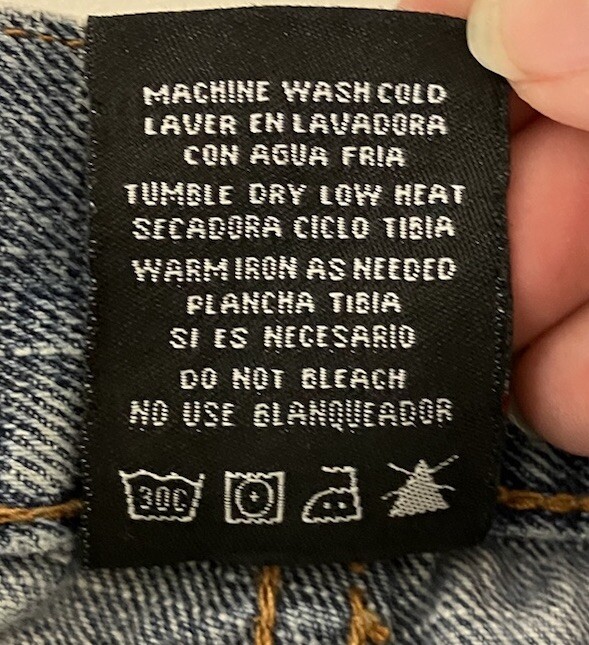 MACHINE WASH COLD
LAVER EN LAVADORA
CON AGUA FRIA
TUMBLE DRY LOW HEAT
SECADORA CICLO TIBIA
WARM IRON AS NEEDED
PLANCHA TIBIA
SI ES NECESARIO
DO NOT BLEACH
NO USE BLANQUEADOR
30C